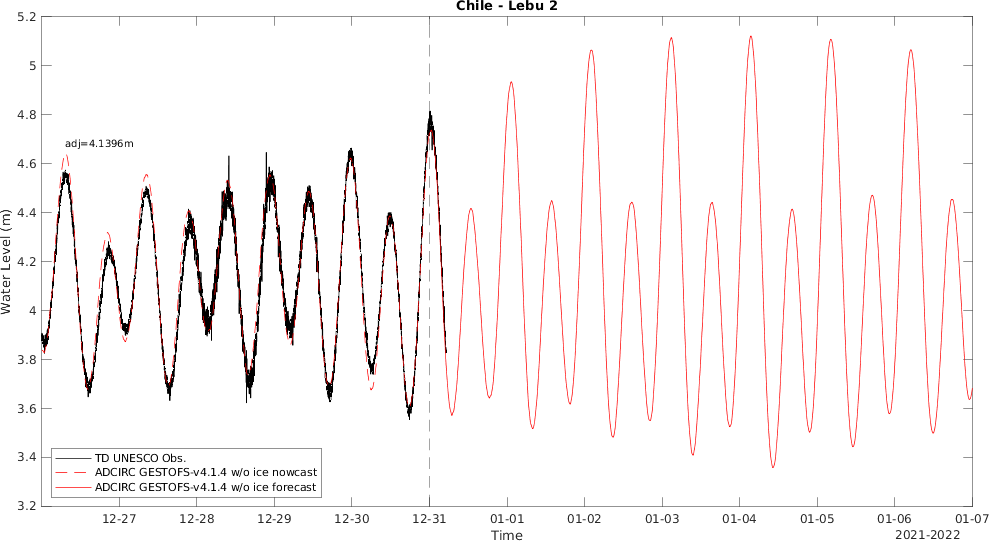 Chile - Lebu 2
Water Level (m)
5.2
5
4.8
4.6
4.4
4.2
4
3.8
3.6
3.4
3.2
adj=4.1396m
TD UNESCO Obs.
ADCIRC GESTOFS-v4.1.4 w/o ice nowcast
ADCIRC GESTOFS-v4.1.4 w/o ice forecast
12-27 12-28 12-29 12-30 12-31 01-01 01-02 01-03 01-04 01-05 01-06 01-07
Time
2021-2022